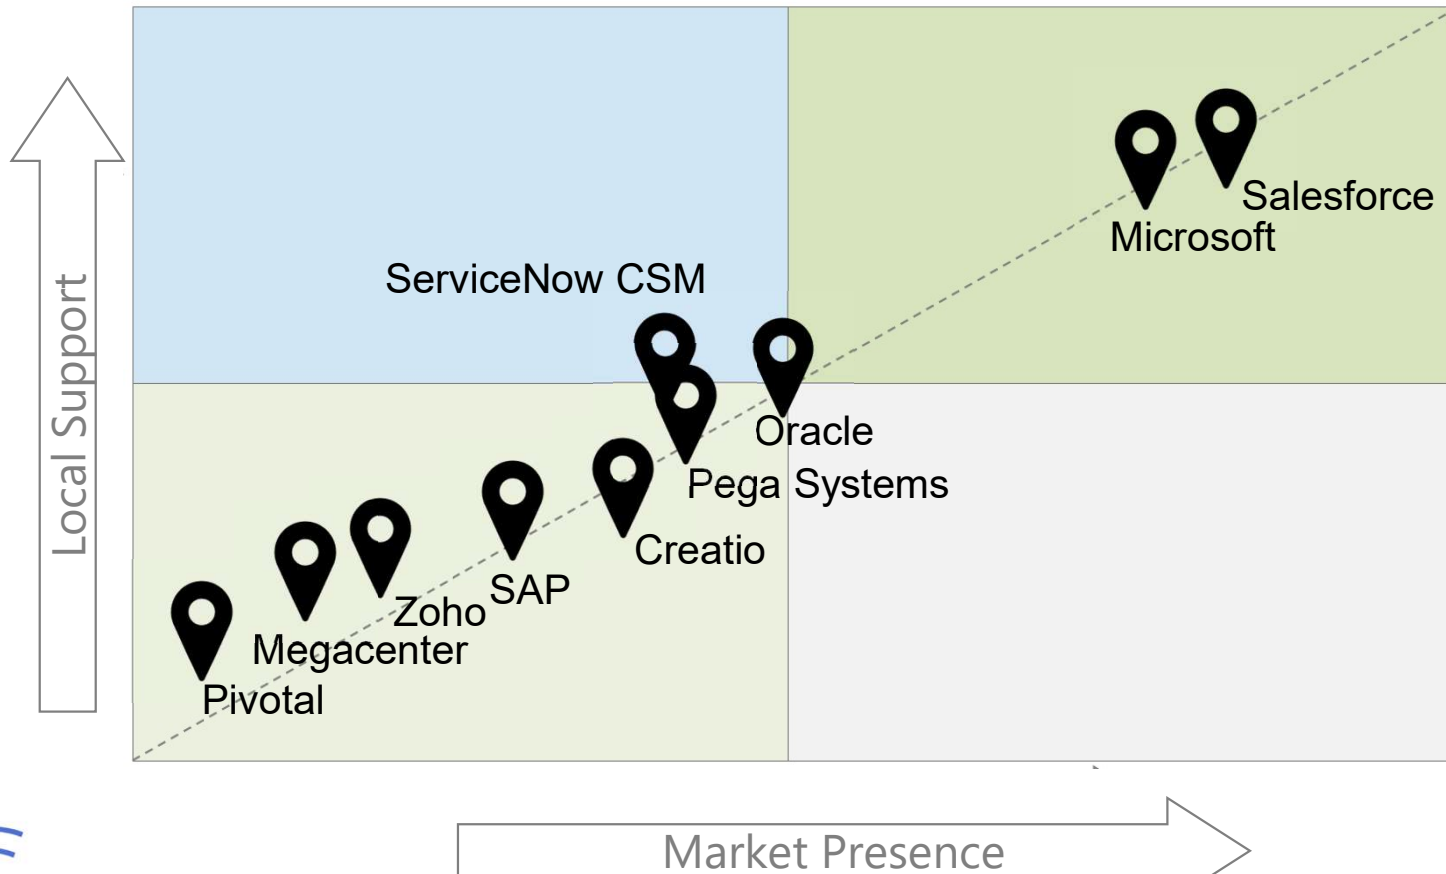 Salesforce
Microsoft
ServiceNow CSM
Oracle
Pega Systems
Creatio
SAP
Zoho
Megacenter
Pivotal
Local Support
Market Presence